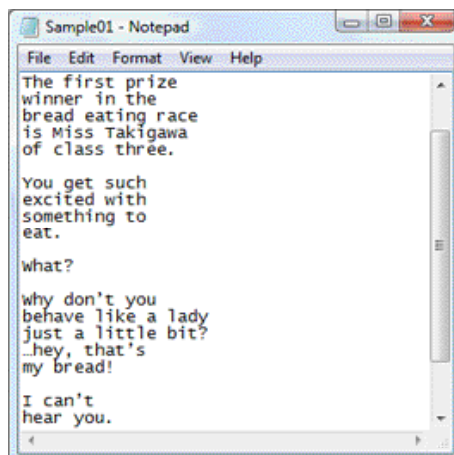 Sample01 - Notepad
File Edit Format View Help
The first prize
winner in the
bread eating race
is Miss Takigawa
of class three.
You get such
excited with
something to
eat.
What?
Why don't you
behave like a lady
just a little bit?
…hey, that's
my bread!
I can't
hear you.